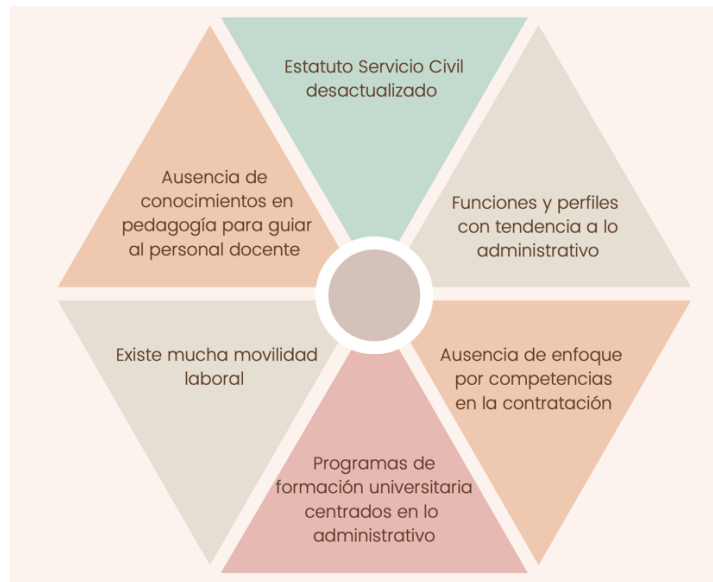 Estatuto Servicio Civil
desactualizado
Ausencia de
conocimientos en
pedagogía para guiar
al personal docente
Funciones y perfiles
con tendencia a lo
administrativo
Existe mucha movilidad
laboral
Ausencia de enfoque
por competencias
en la contratación
Programas de
formación universitaria
centrados en lo
administrativo